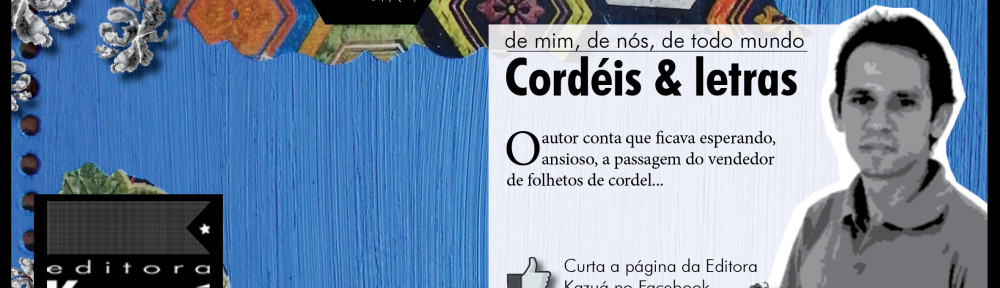 de mim, de nós, de todo mundo
Cordéis & letras
O autor conta que ficava esperando,
ansioso, a passagem do vendedor
de folhetos de cordel...
Curta a página da Editora
Kazuá no Facebook
editora